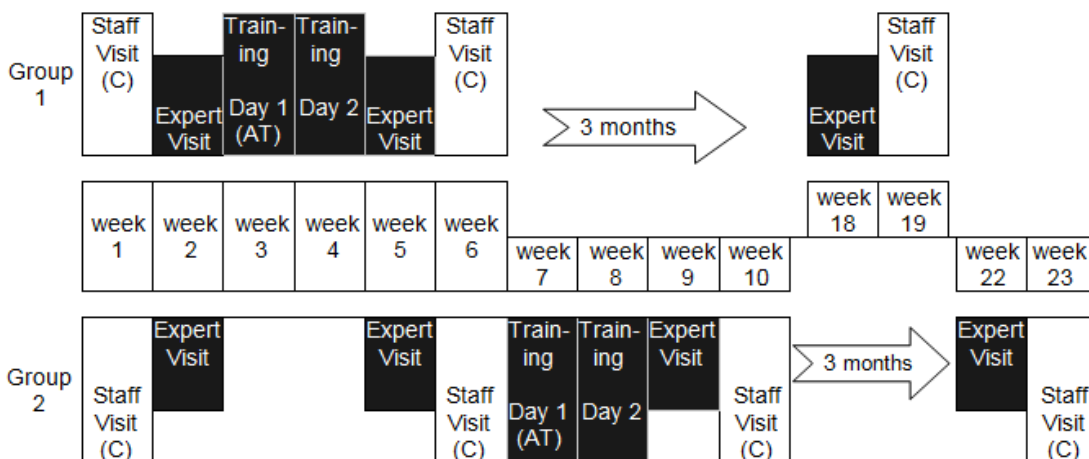 Group
1
Staff
Visit
(C)
Expert
Visit
Train-
ing
Day 1
(AT)
Train-
ing
Day 2
Expert
Visit
Staff
Visit
(C)
3 months
Expert
Visit
Staff
Visit
(C)
week
1
week
2
week
3
week
4
week
5
week
6
week
7
week
8
week
9
week
10
week
18
week
19
week
22
week
23
Group
2
Staff
Visit
(C)
Expert
Visit
Expert
Visit
Staff
Visit
(C)
Train-
ing
Day 1
(AT)
Train-
ing
Day 2
Expert
Visit
Staff
Visit
(C)
3 months
Expert
Visit
Staff
Visit
(C)